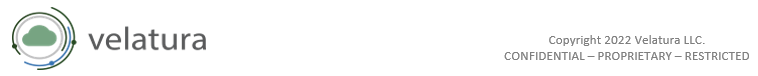 velatura
Copyright 2022 Velatura LLC.
CONFIDENTIAL – PROPRIETARY – RESTRICTED